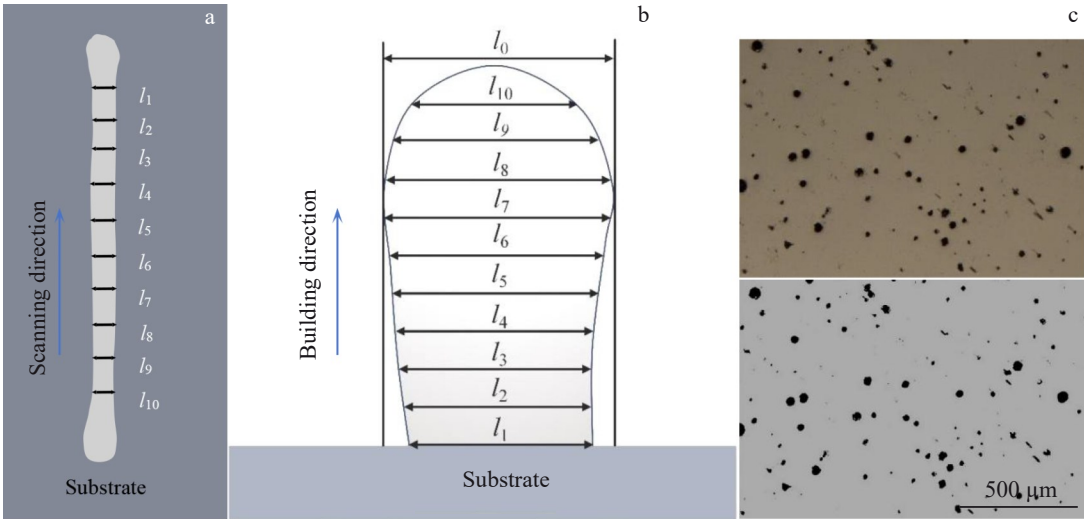 a
l1
l2
l3
l4
l5
l6
l7
l8
l9
l10
Scanning direction
Substrate
b
l0
l10
l9
l8
l7
l6
l5
l4
l3
l2
l1
Building direction
Substrate
c
500 μm